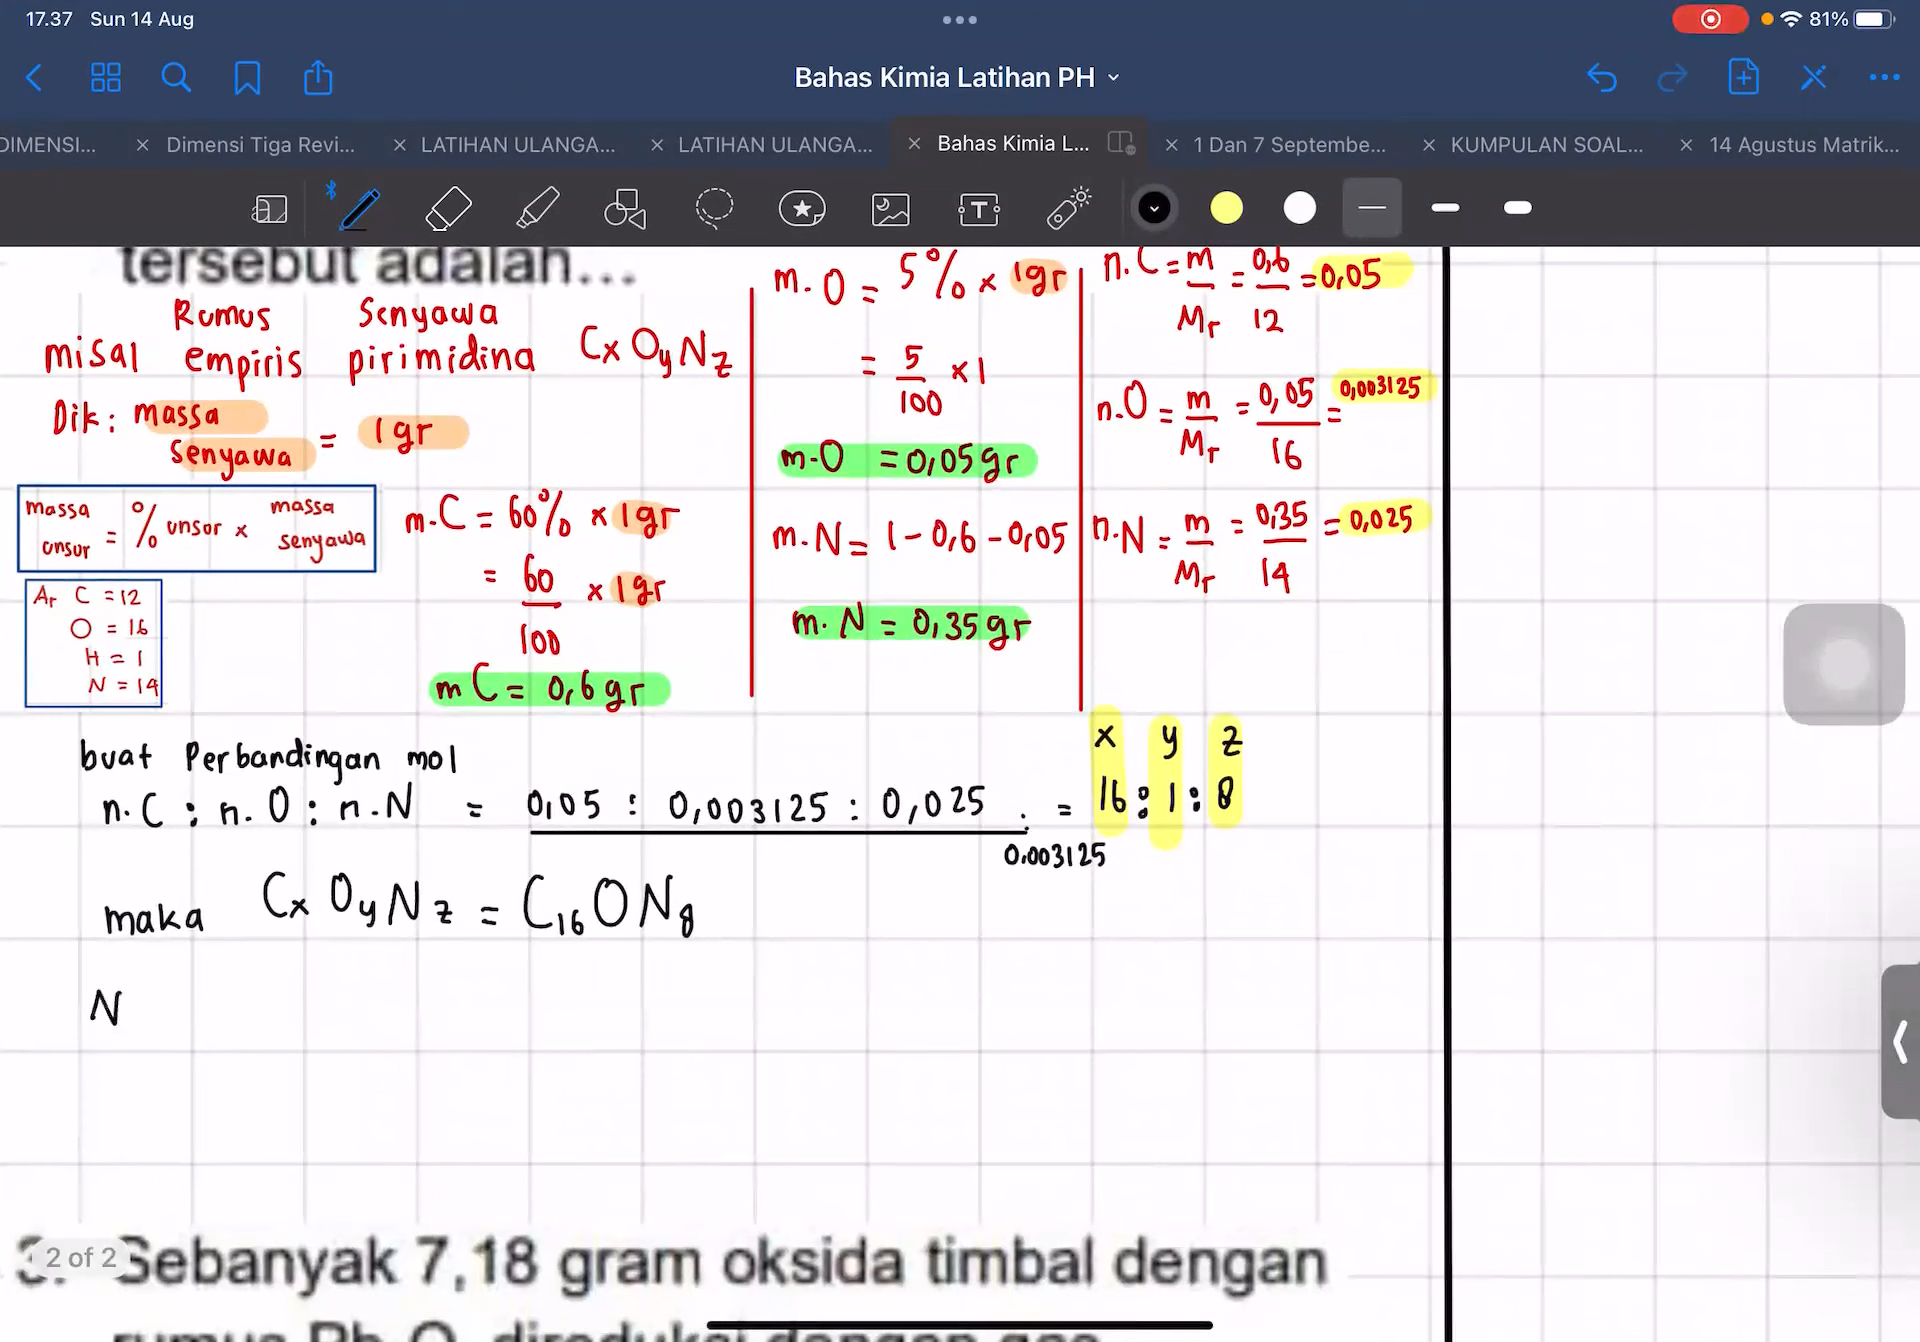 17.37 Sun 14 Aug
81%
Bahas Kimia Latihan PH
DIMENSI...
Dimensi Tiga Revi...
LATIHAN ULANGA...
LATIHAN ULANGA...
Bahas Kimia L...
1 Dan 7 Septembe...
KUMPULAN SOAL...
14 Agustus Matrik...
tersebut adalah...
misal Rumus empiris Senyawa pirimidina CxOyNz
Dik: massa senyawa = 1gr
massa unsur = % unsur x massa senyawa
Ar C = 12
O = 16
H = 1
N = 14
m.C = 60% x 1gr
= 60/100 x 1gr
mC = 0,6 gr
m.O = 5% x 1gr
= 5/100 x 1
m.O = 0,05 gr
m.N = 1 - 0,6 - 0,05
m.N = 0,35 gr
n.C = m/Mr = 0,6/12 = 0,05
n.O = m/Mr = 0,05/16 = 0,003125
n.N = m/Mr = 0,35/14 = 0,025
buat Perbandingan mol
x y z
n.C : n.O : n.N = 0,05 : 0,003125 : 0,025 : 0.003125 = 16 : 1 : 8
maka CxOyNz = C16ON8
N
2 of 2
3. Sebanyak 7,18 gram oksida timbal dengan